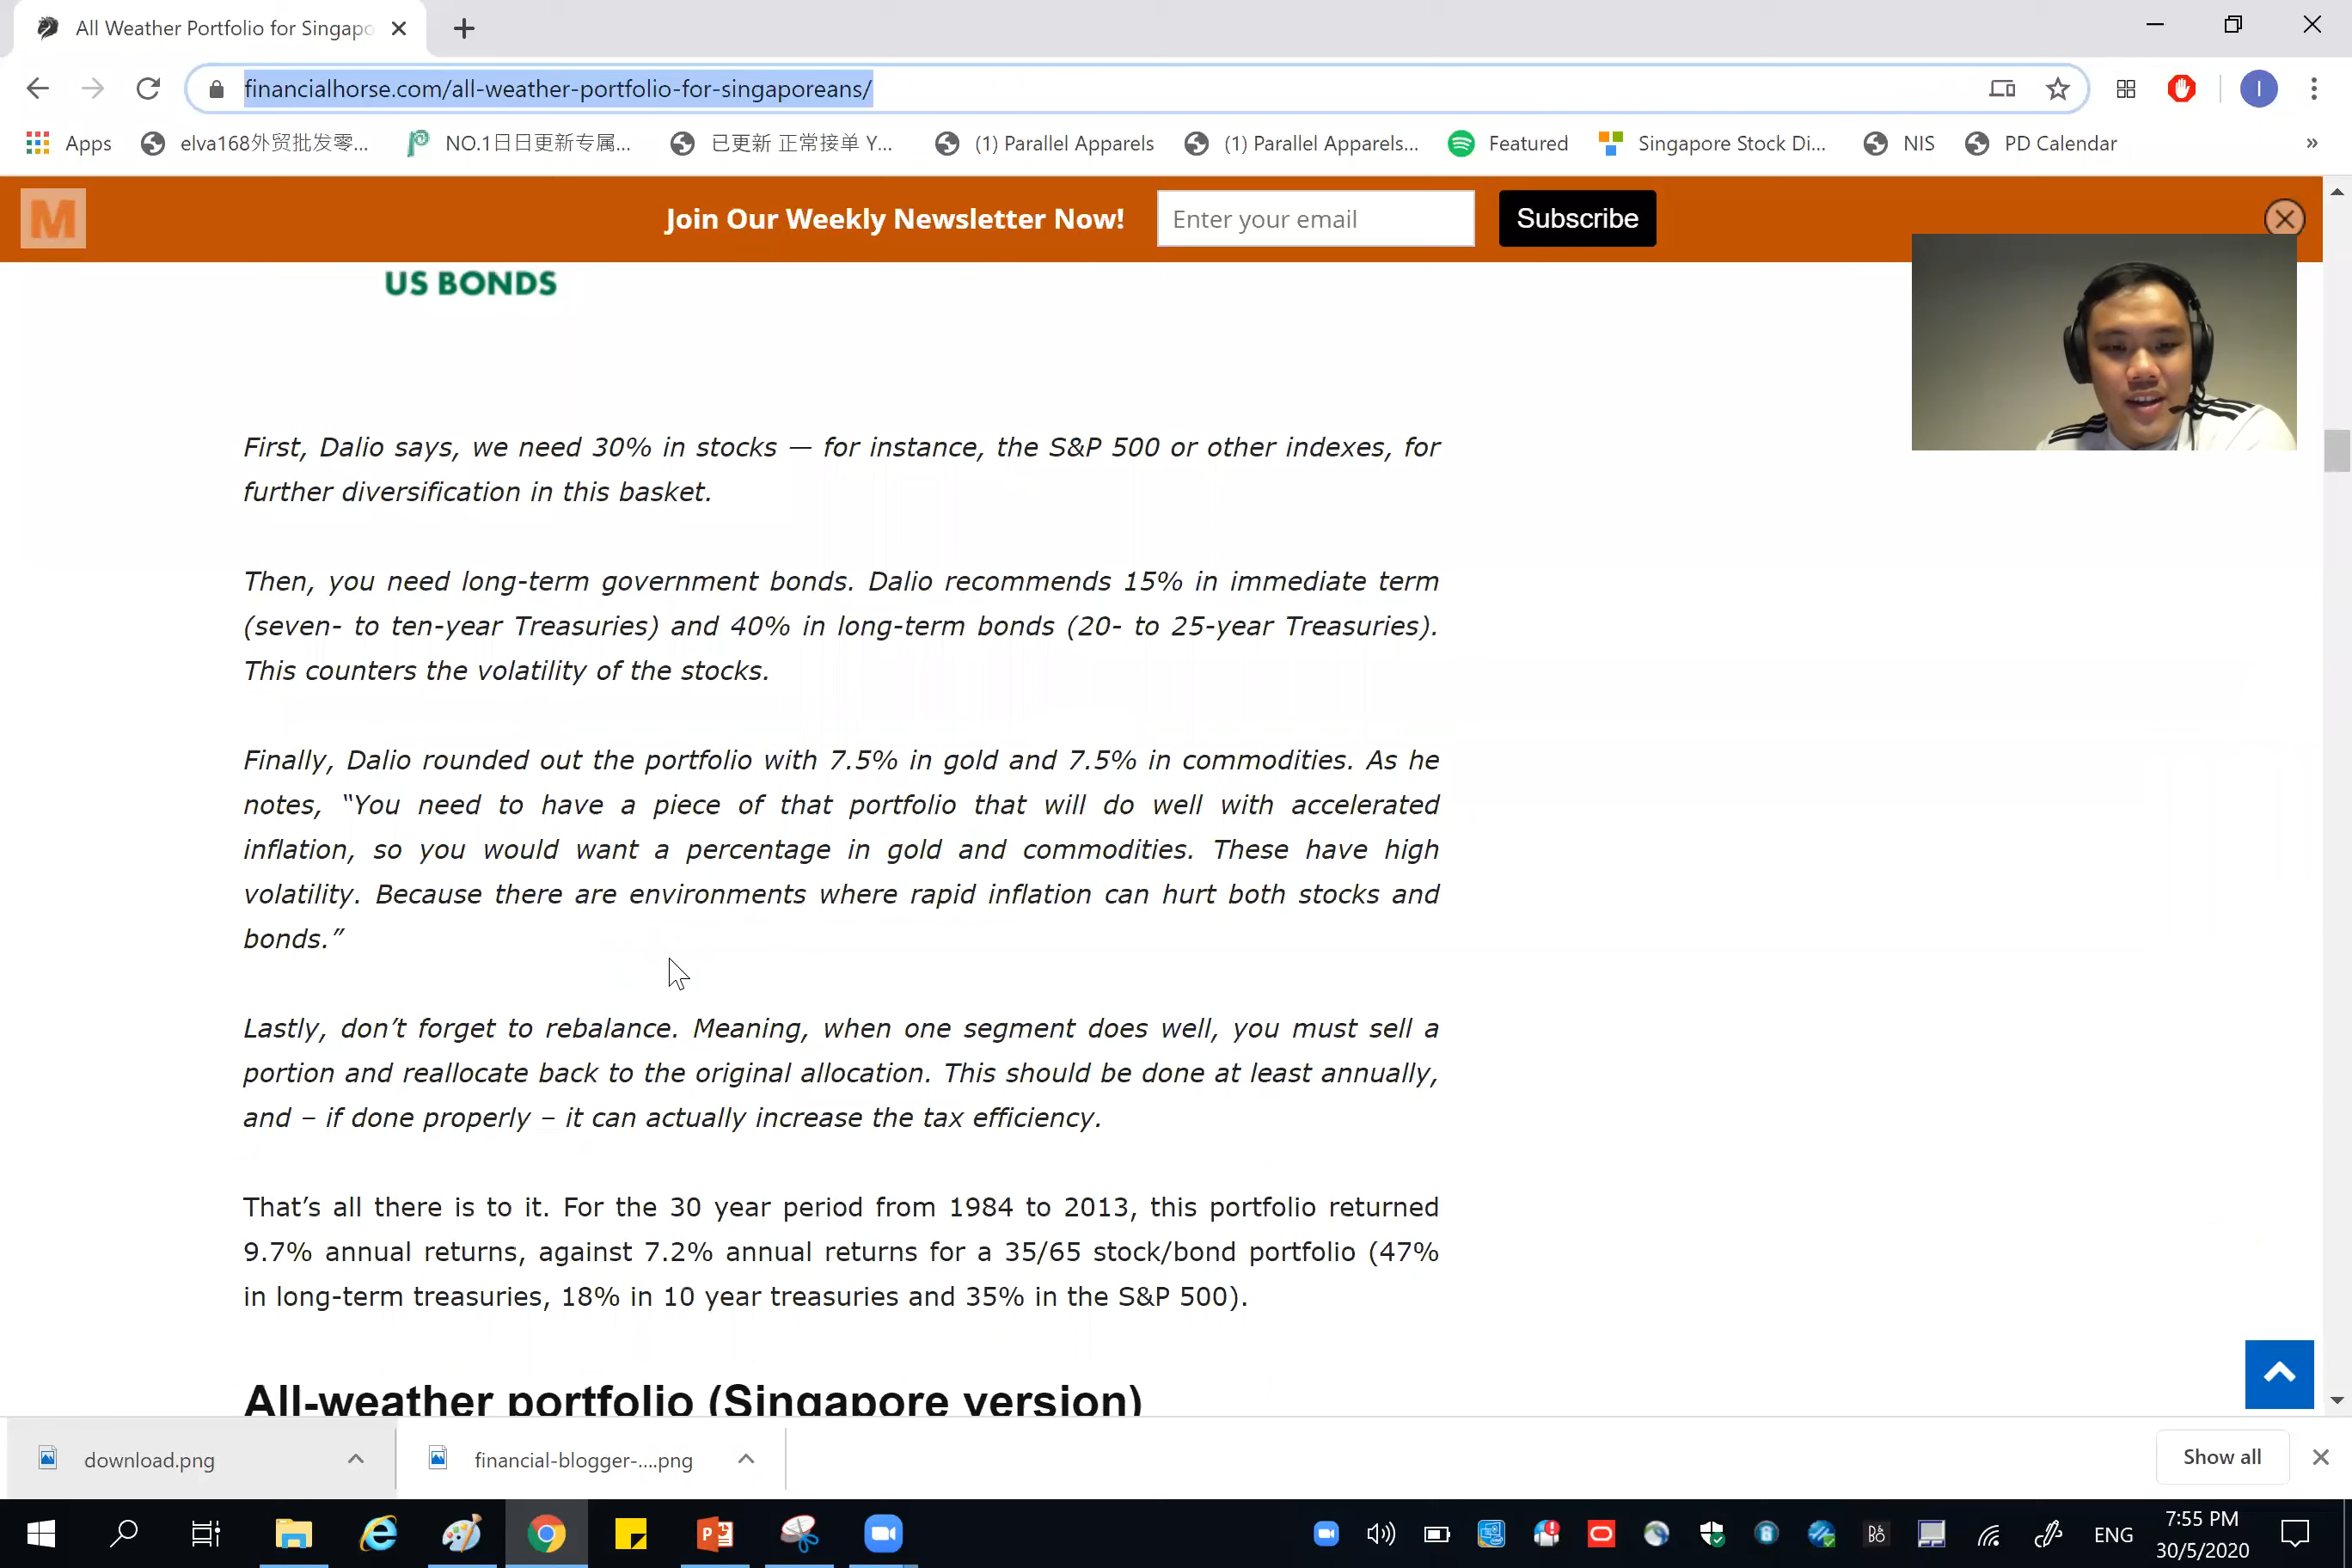 All Weather Portfolio for Singapo
financialhorse.com/all-weather-portfolio-for-singaporeans/
I
Apps
elva168外贸批发零...
NO.1日日更新专属...
已更新 正常接单 Y...
(1) Parallel Apparels
(1) Parallel Apparels...
Featured
Singapore Stock Di...
NIS
PD Calendar
»
M
Join Our Weekly Newsletter Now!
Enter your email
Subscribe
US BONDS
First, Dalio says, we need 30% in stocks — for instance, the S&P 500 or other indexes, for
further diversification in this basket.
Then, you need long-term government bonds. Dalio recommends 15% in immediate term
(seven- to ten-year Treasuries) and 40% in long-term bonds (20- to 25-year Treasuries).
This counters the volatility of the stocks.
Finally, Dalio rounded out the portfolio with 7.5% in gold and 7.5% in commodities. As he
notes, “You need to have a piece of that portfolio that will do well with accelerated
inflation, so you would want a percentage in gold and commodities. These have high
volatility. Because there are environments where rapid inflation can hurt both stocks and
bonds.”
Lastly, don’t forget to rebalance. Meaning, when one segment does well, you must sell a
portion and reallocate back to the original allocation. This should be done at least annually,
and – if done properly – it can actually increase the tax efficiency.
That’s all there is to it. For the 30 year period from 1984 to 2013, this portfolio returned
9.7% annual returns, against 7.2% annual returns for a 35/65 stock/bond portfolio (47%
in long-term treasuries, 18% in 10 year treasuries and 35% in the S&P 500).
All-weather portfolio (Singapore version)
download.png
financial-blogger-....png
Show all
ENG
7:55 PM
30/5/2020